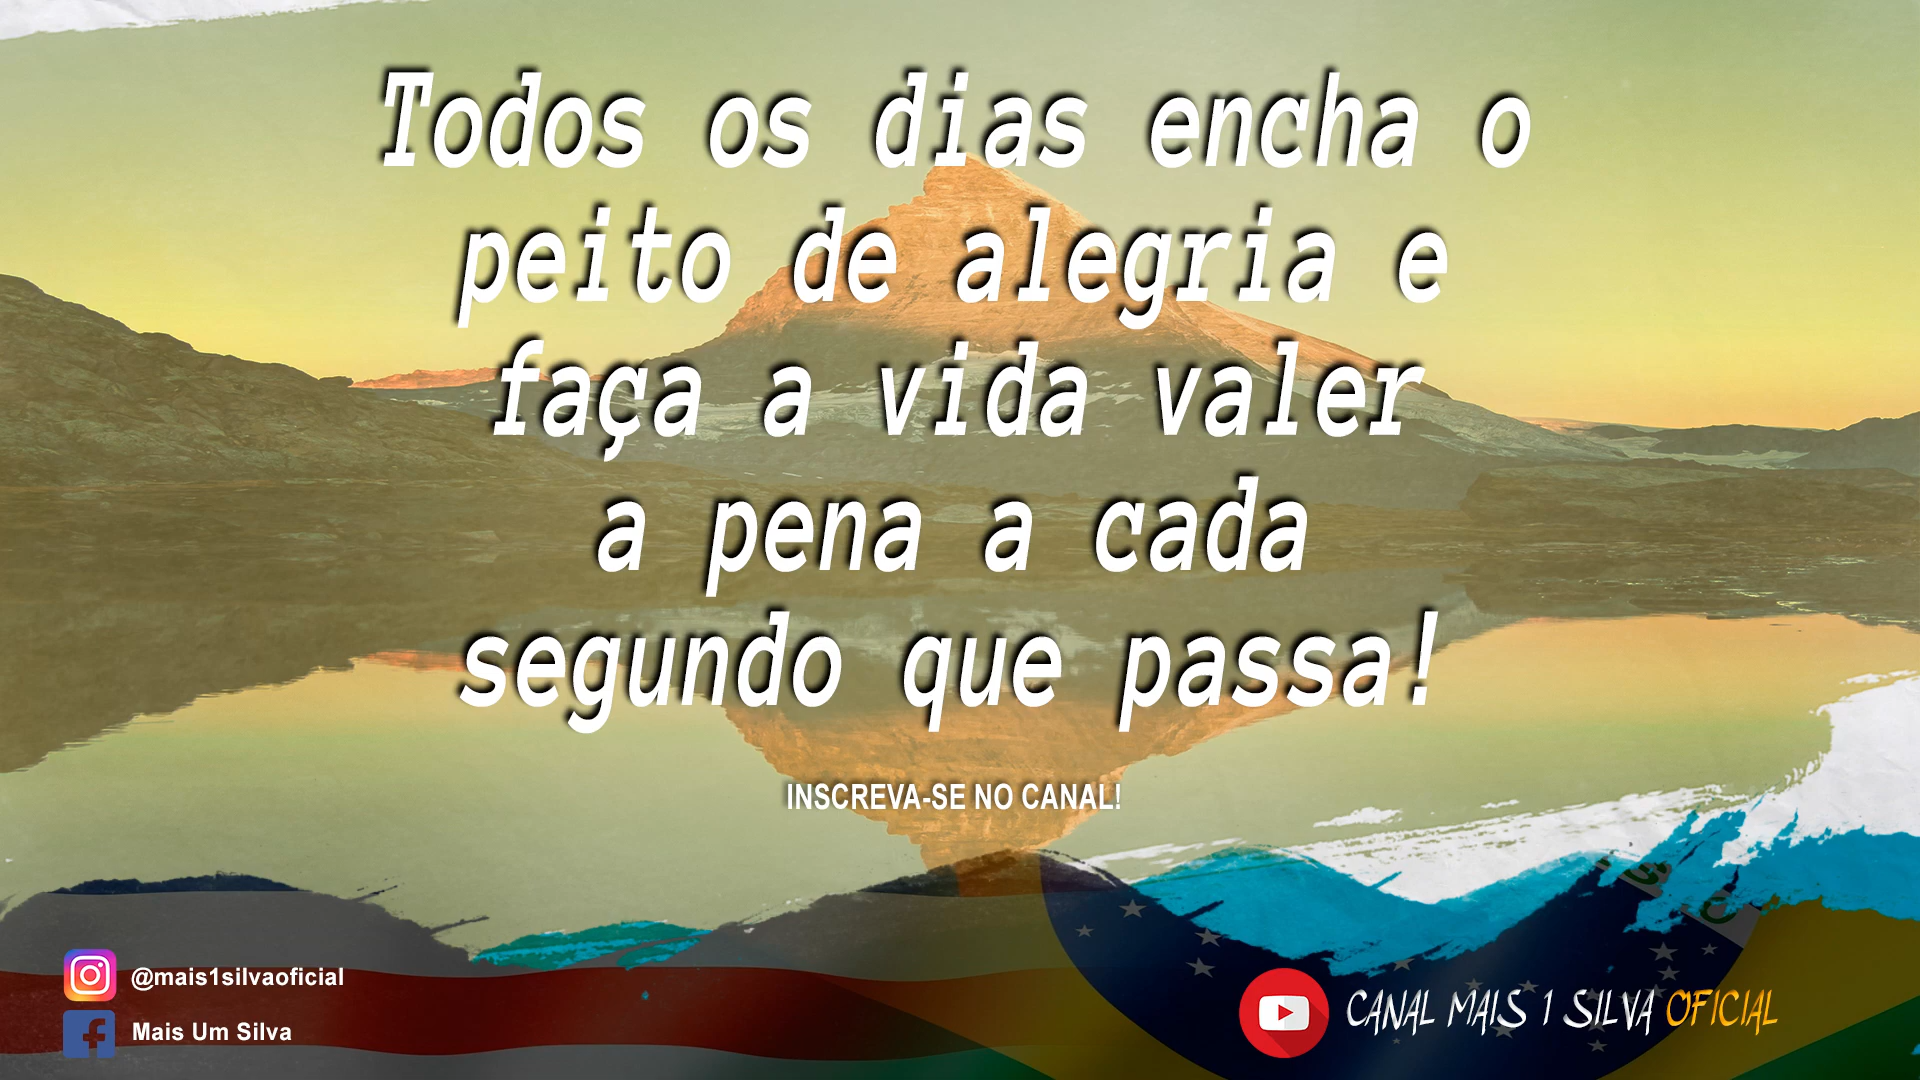 Todos os dias encha o
peito de alegria e
faça a vida valer
a pena a cada
segundo que passa!
INSCREVA-SE NO CANAL!
@mais1silvaoficial
Mais Um Silva
CANAL MAIS 1 SILVA OFICIAL